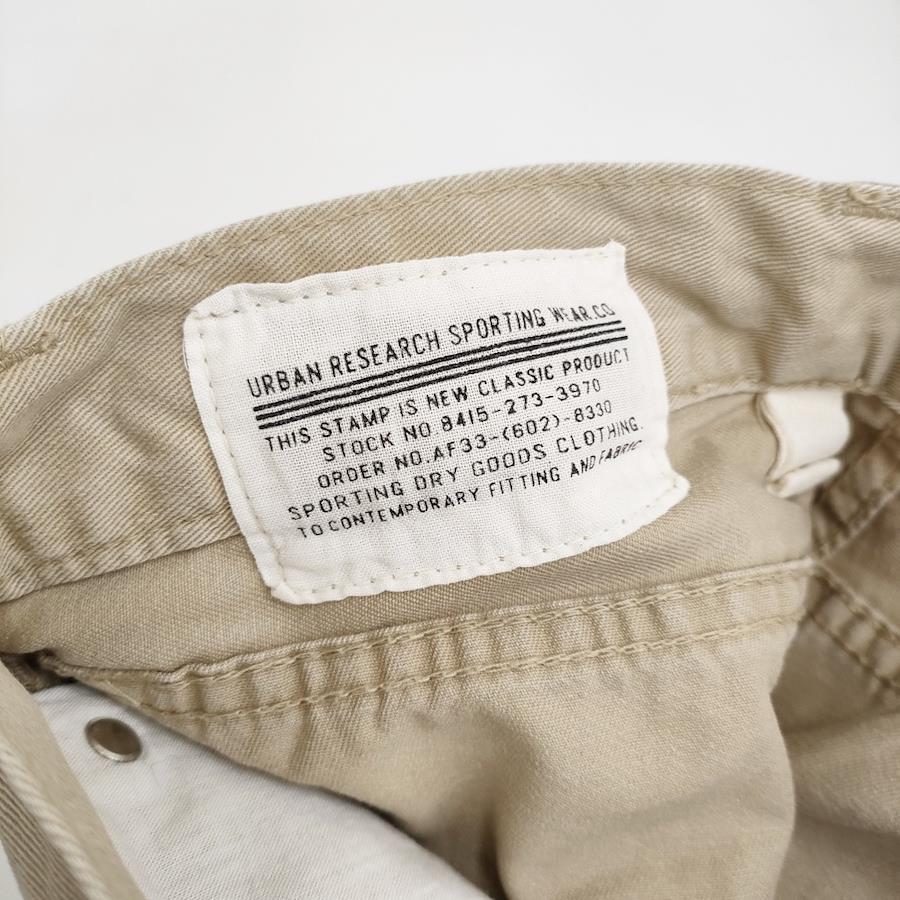 URBAN RESEARCH SPORTING WEAR.CO.
THIS STAMP IS NEW CLASSIC PRODUCT
STOCK NO 8415-273-3970
ORDER NO.AF33-(602)-8330
SPORTING DRY GOODS CLOTHING.
TO CONTEMPORARY FITTING AND FABRIC